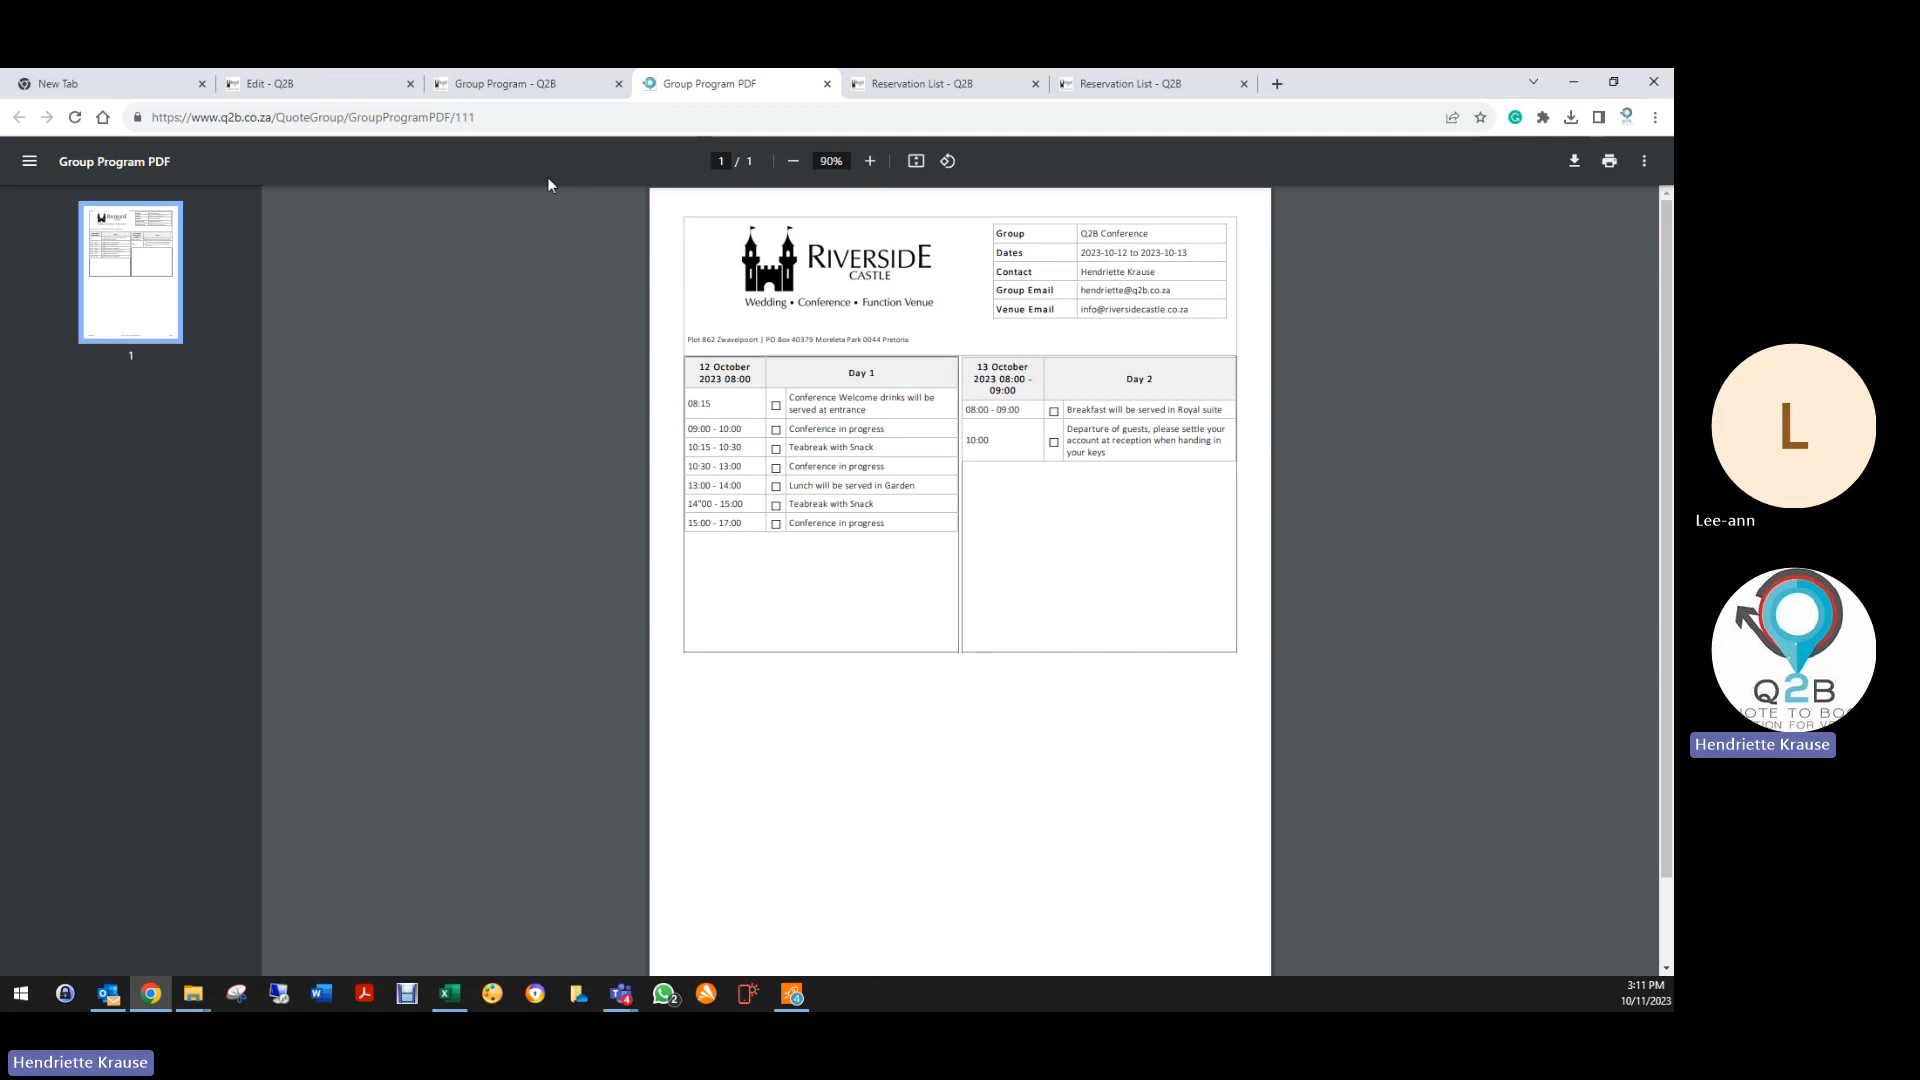 New Tab
Edit - Q2B
Group Program - Q2B
Group Program PDF
Reservation List - Q2B
Reservation List - Q2B
https://www.q2b.co.za/QuoteGroup/GroupProgramPDF/111
Group Program PDF
1 / 1
90%
1
RIVERSIDE
CASTLE
Wedding • Conference • Function Venue
Group Q2B Conference
Dates 2023-10-12 to 2023-10-13
Contact Hendriette Krause
Group Email hendriette@q2b.co.za
Venue Email info@riversidecastle.co.za
Plot 862 Zwavelpoort | PO Box 40379 Moreleta Park 0044 Pretoria
12 October
2023 08:00
Day 1
08:15
Conference Welcome drinks will be
served at entrance
09:00 - 10:00 Conference in progress
10:15 - 10:30 Teabreak with Snack
10:30 - 13:00 Conference in progress
13:00 - 14:00 Lunch will be served in Garden
14"00 - 15:00 Teabreak with Snack
15:00 - 17:00 Conference in progress
13 October
2023 08:00 -
09:00
Day 2
08:00 - 09:00 Breakfast will be served in Royal suite
10:00
Departure of guests, please settle your
account at reception when handing in
your keys
L
Lee-ann
Q2B
OTE TO BO
TION FOR V
Hendriette Krause
4
2
4
3:11 PM
10/11/2023
Hendriette Krause